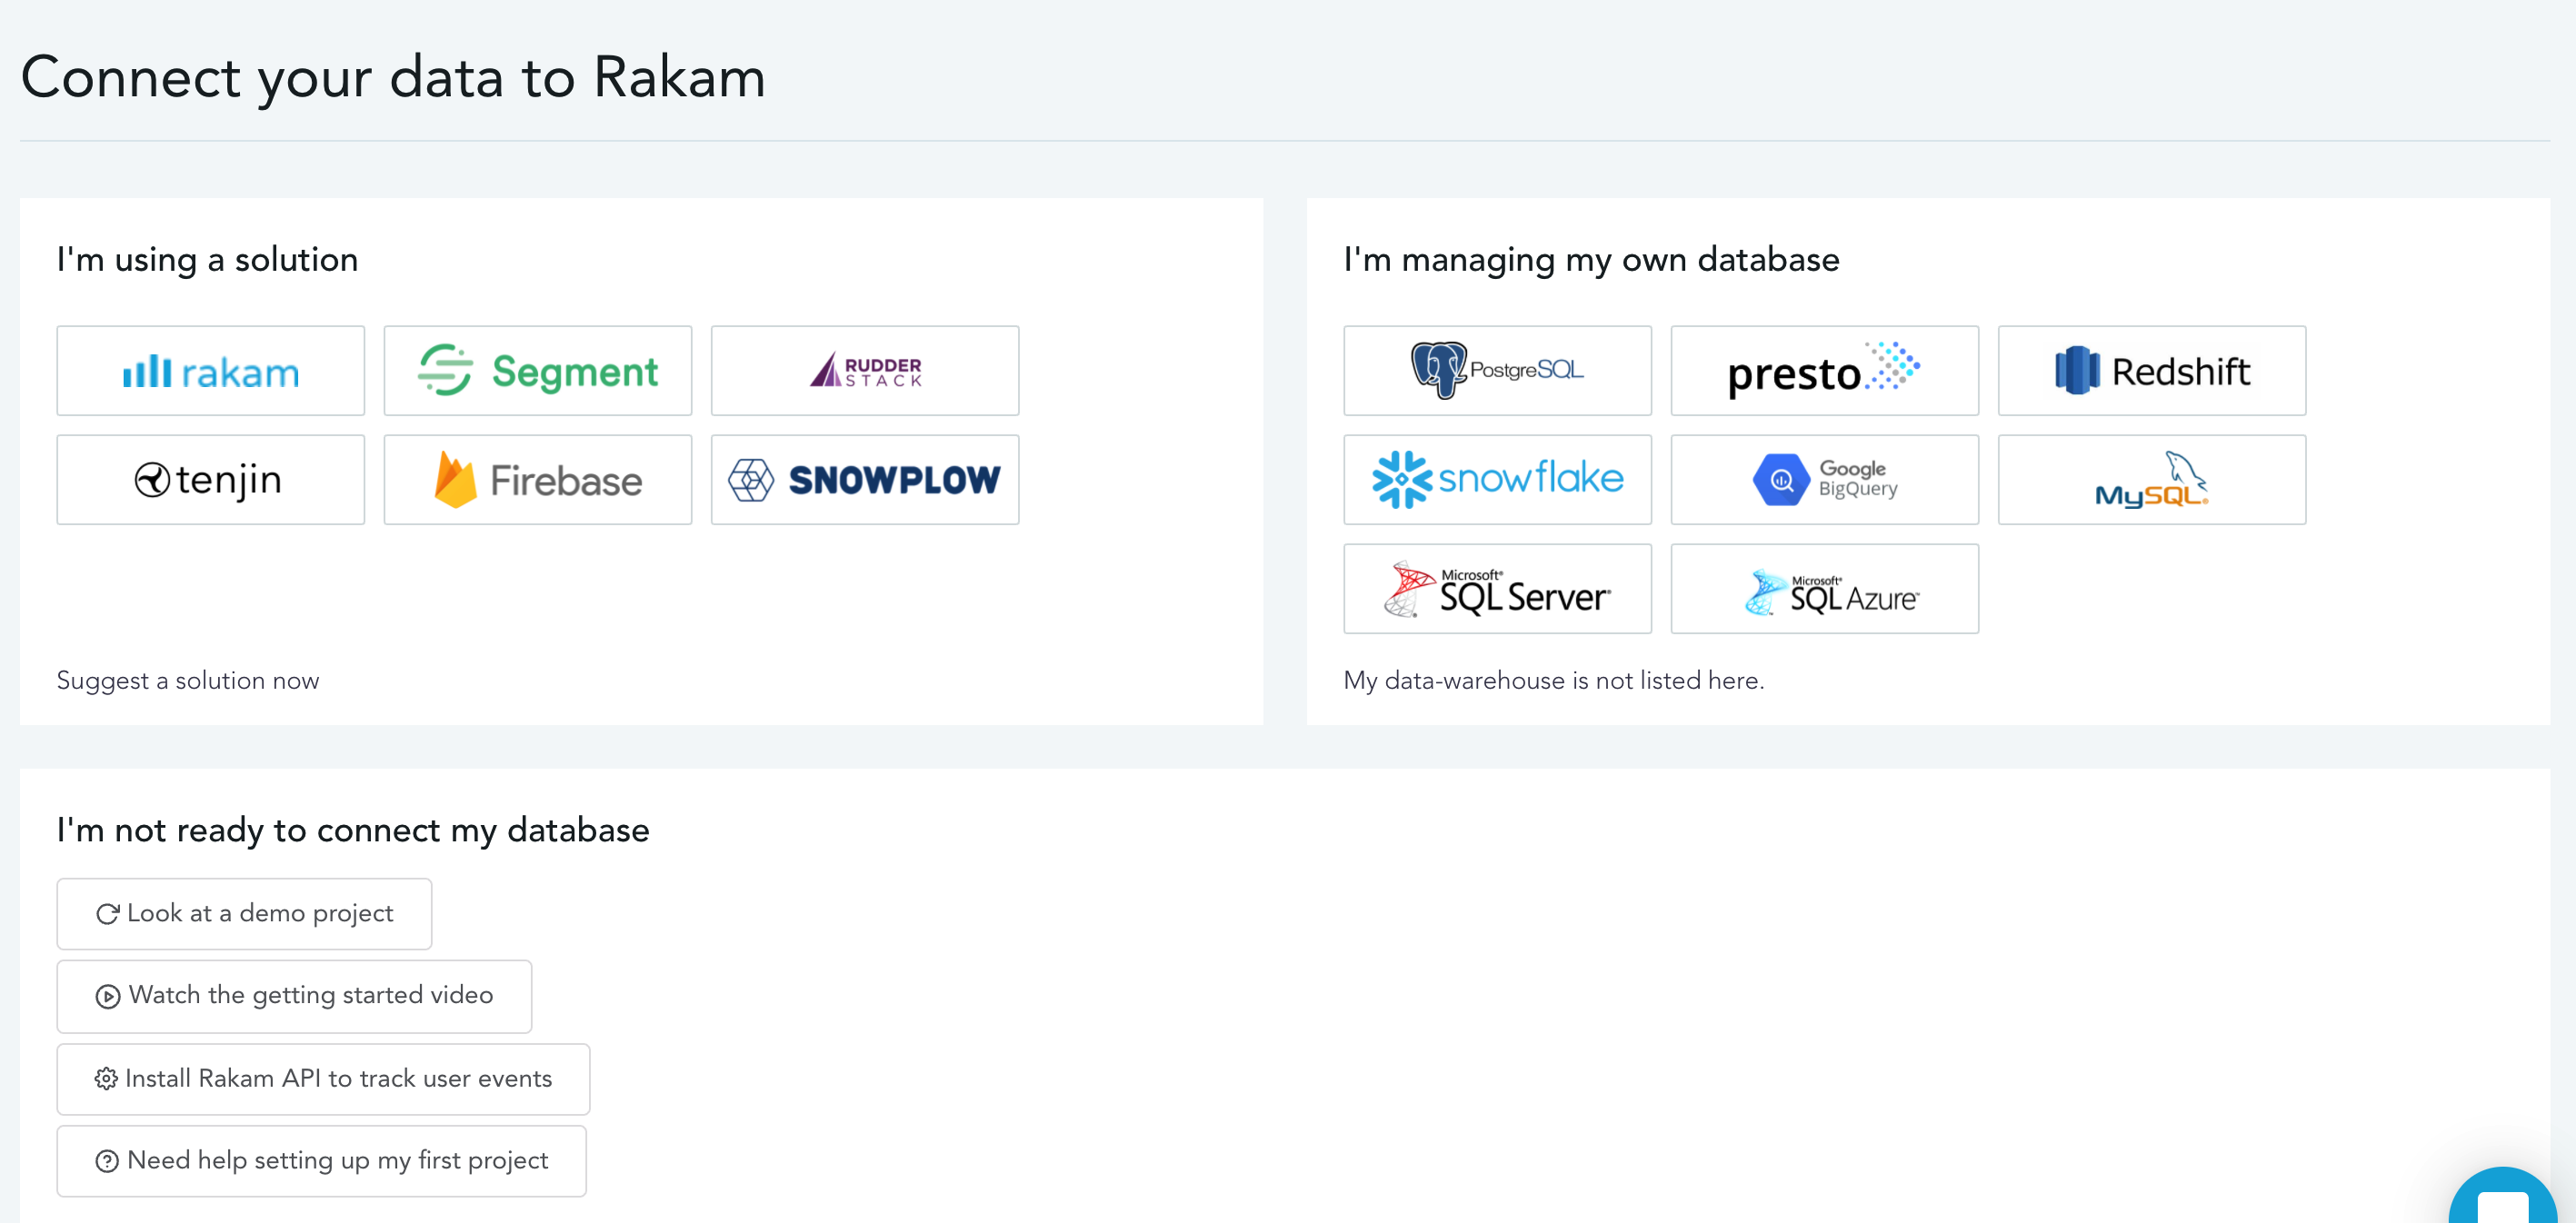 Connect your data to Rakam
I'm using a solution
rakam
Segment
RUDDER
STACK
tenjin
Firebase
SNOWPLOW
Suggest a solution now
I'm managing my own database
PostgreSQL
presto
Redshift
snowflake
Google
BigQuery
MySQL®
Microsoft®
SQL Server®
Microsoft®
SQL Azure™
My data-warehouse is not listed here.
I'm not ready to connect my database
Look at a demo project
Watch the getting started video
Install Rakam API to track user events
Need help setting up my first project